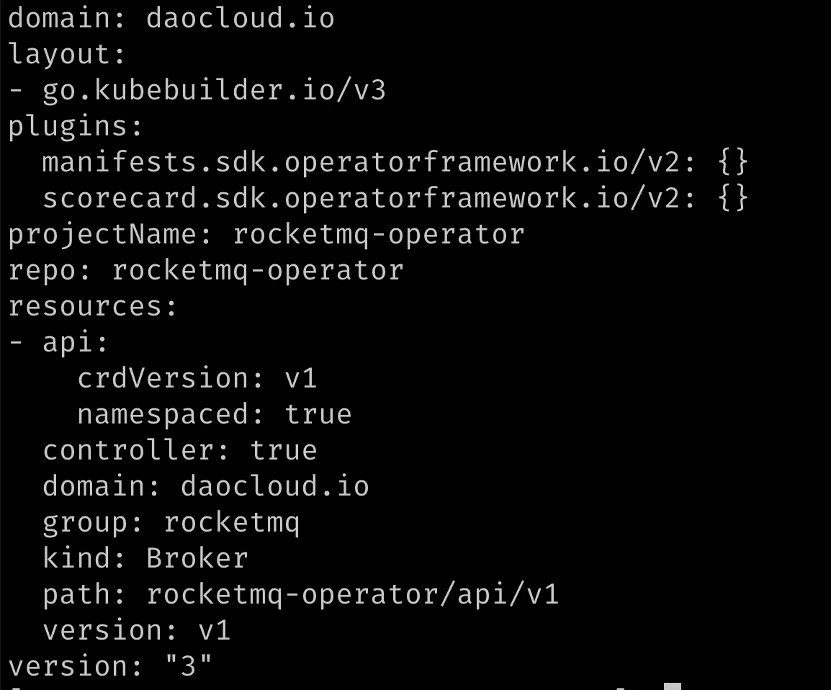 domain: daocloud.io
layout:
- go.kubebuilder.io/v3
plugins:
  manifests.sdk.operatorframework.io/v2: {}
  scorecard.sdk.operatorframework.io/v2: {}
projectName: rocketmq-operator
repo: rocketmq-operator
resources:
- api:
    crdVersion: v1
    namespaced: true
  controller: true
  domain: daocloud.io
  group: rocketmq
  kind: Broker
  path: rocketmq-operator/api/v1
  version: v1
version: "3"